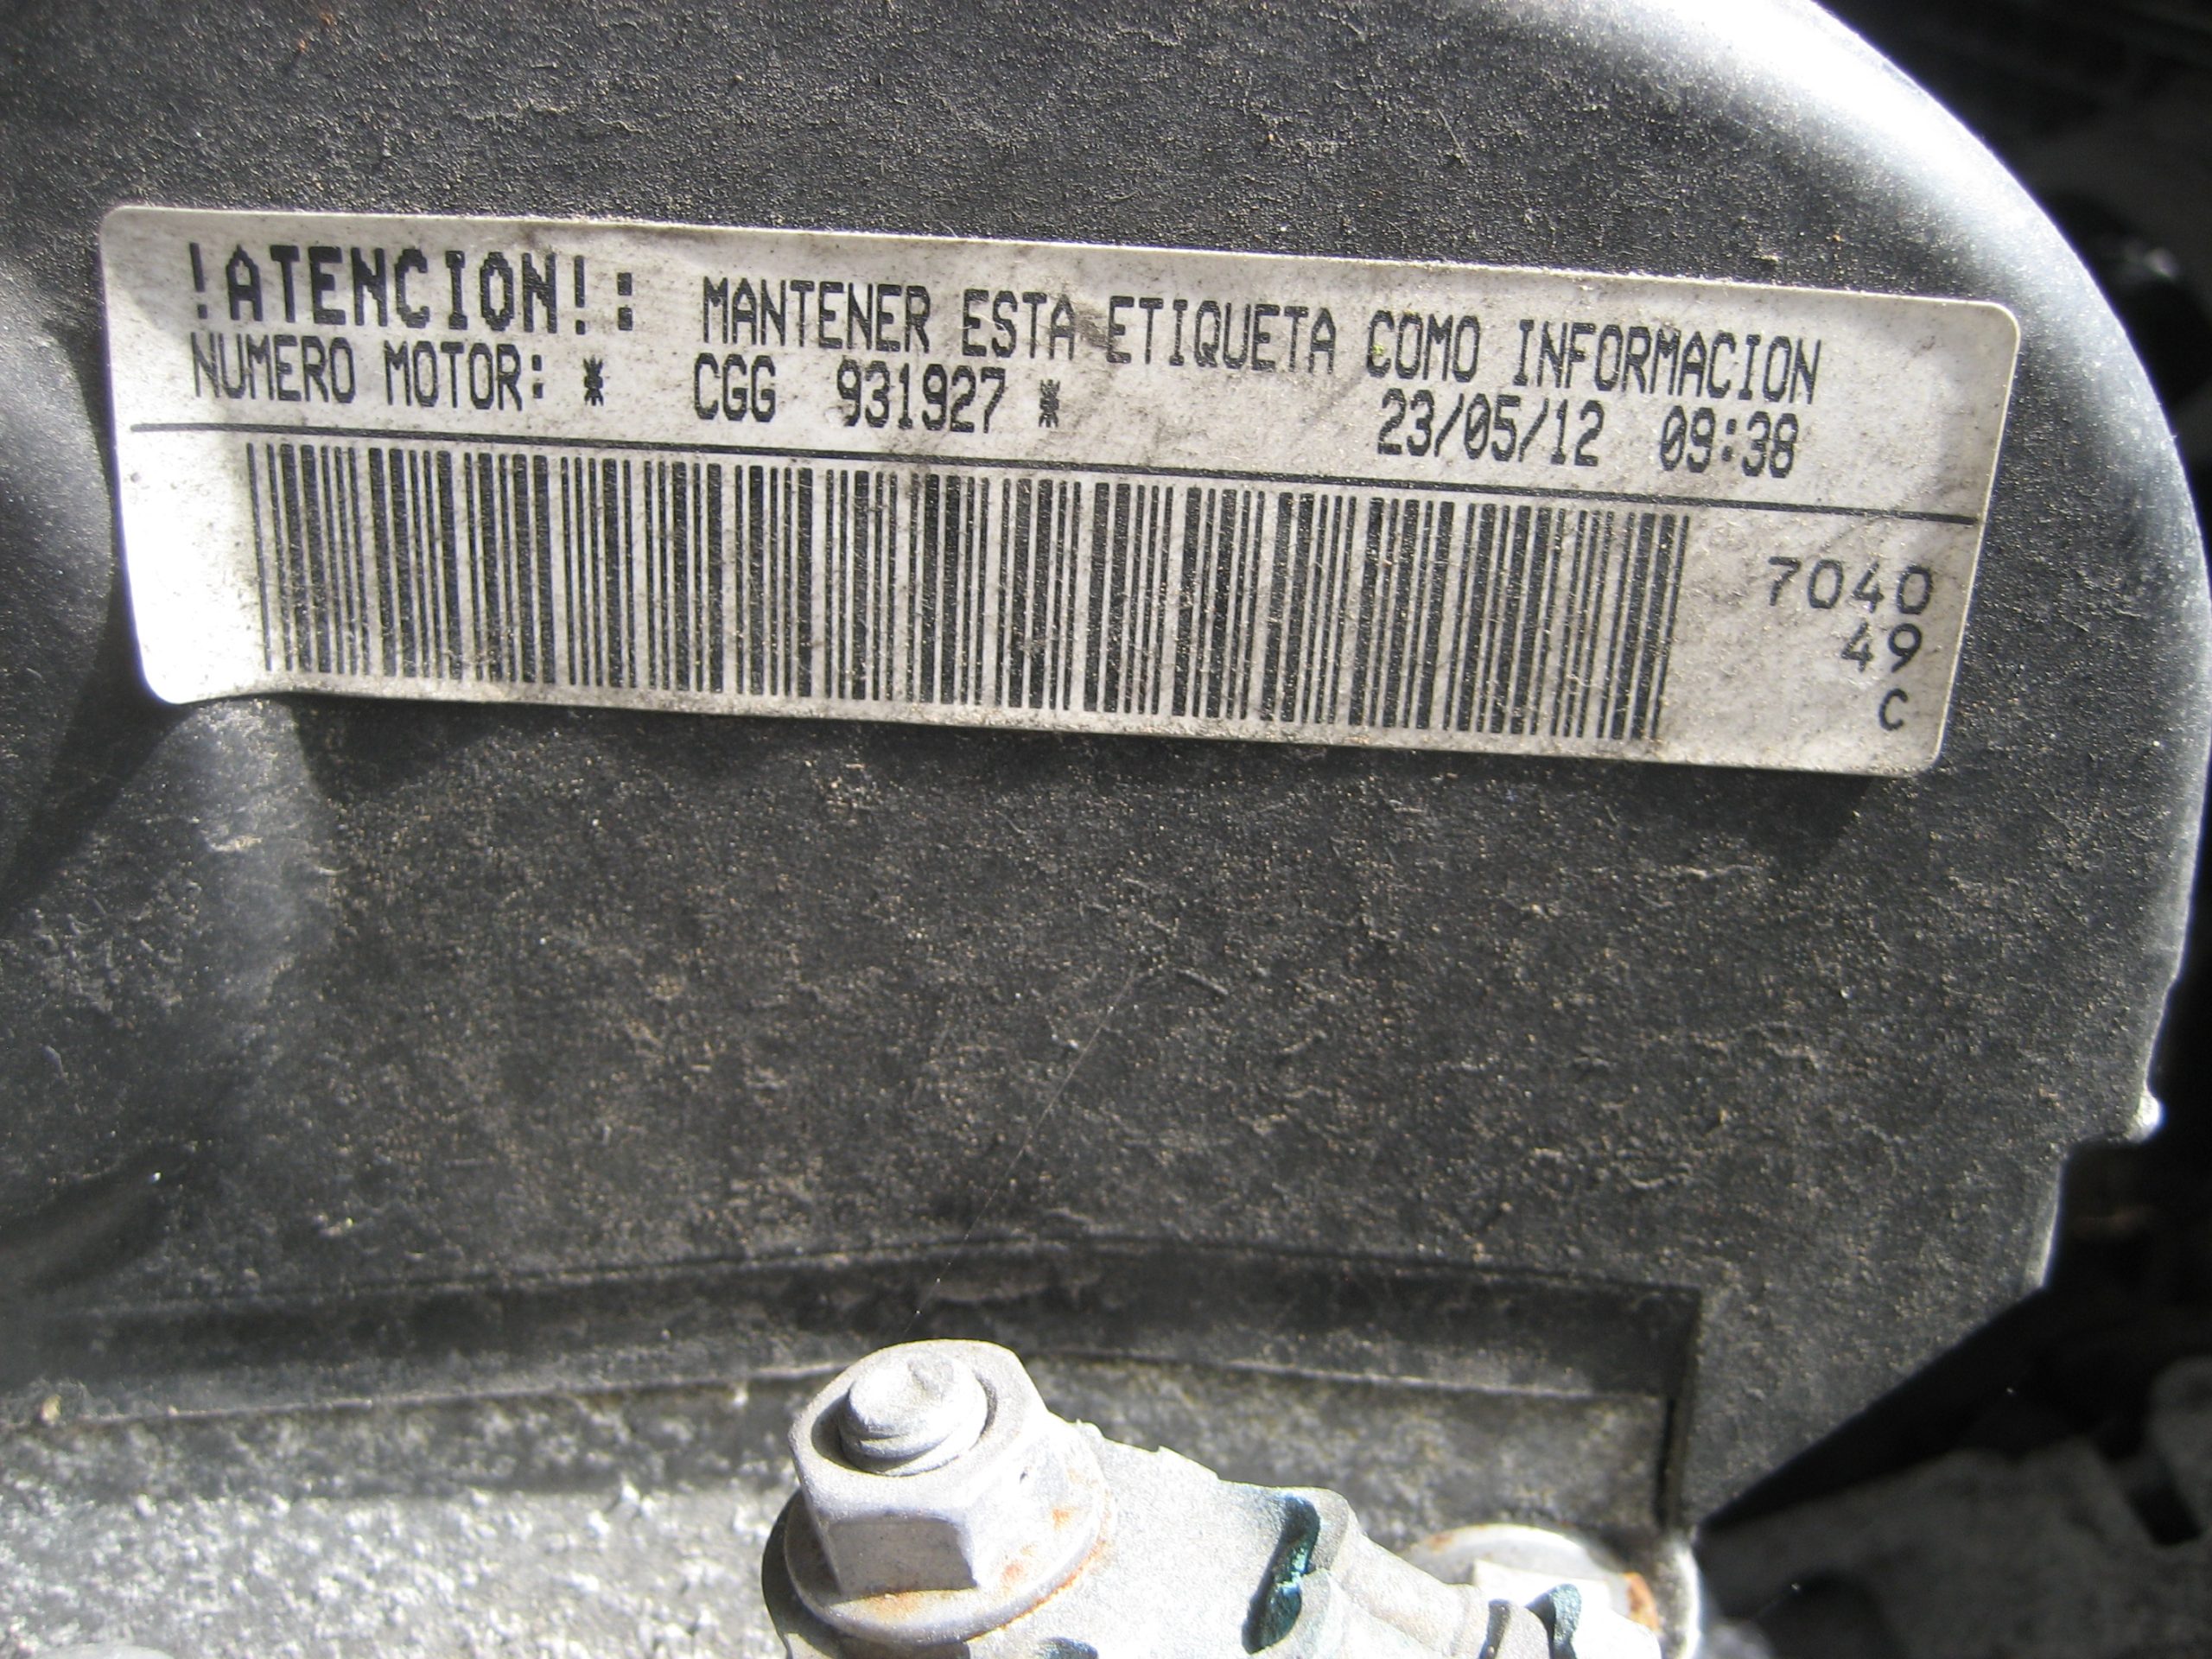 !ATENCION!: MANTENER ESTA ETIQUETA COMO INFORMACION
NUMERO MOTOR: * CGG 931927 * 23/05/12 09:38
7040
49
C